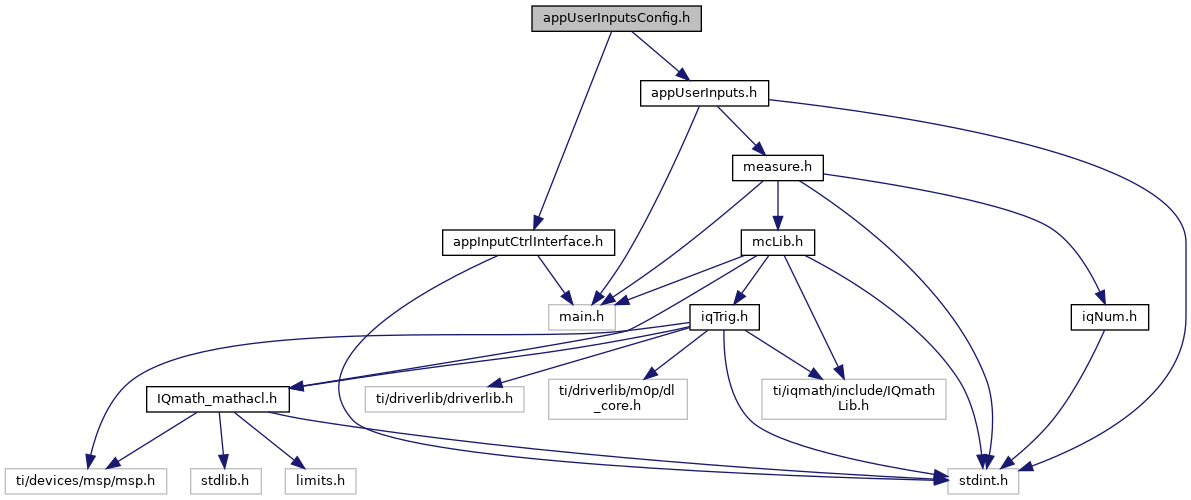 appUserInputsConfig.h
appUserInputs.h
measure.h
appInputCtrlInterface.h
mcLib.h
main.h
iqTrig.h
iqNum.h
IQmath_mathacl.h
ti/driverlib/driverlib.h
ti/driverlib/m0p/dl
_core.h
ti/iqmath/include/IQmath
Lib.h
ti/devices/msp/msp.h
stdlib.h
limits.h
stdint.h